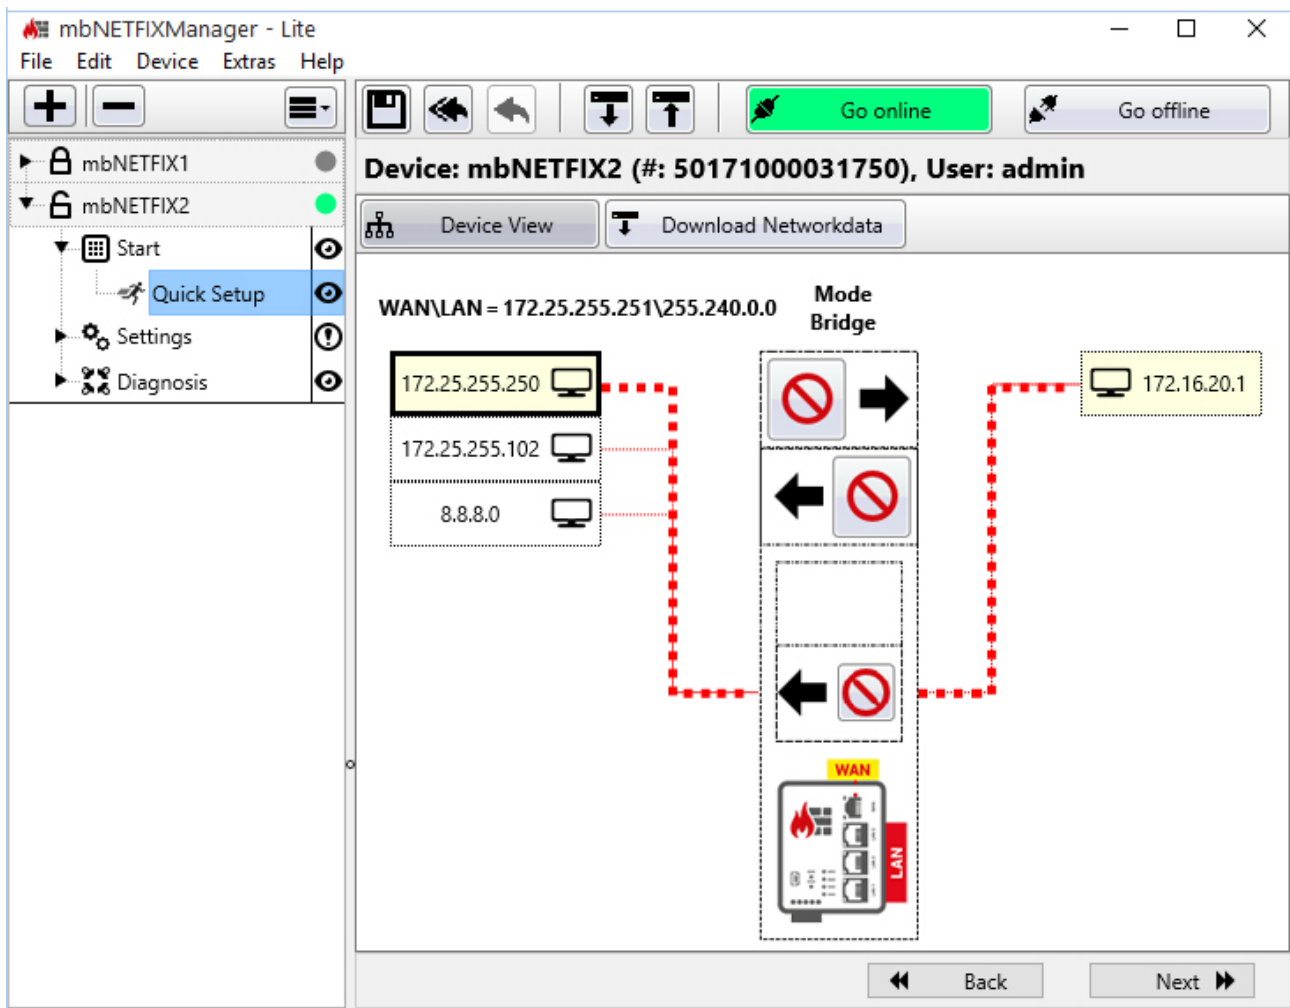 mbNETFIXManager - Lite
File Edit Device Extras Help
Go online
Go offline
mbNETFIX1
mbNETFIX2
Start
Quick Setup
Settings
Diagnosis
Device: mbNETFIX2 (#: 50171000031750), User: admin
Device View
Download Networkdata
WAN\LAN = 172.25.255.251\255.240.0.0
Mode
Bridge
172.25.255.250
172.25.255.102
8.8.8.0
172.16.20.1
WAN
LAN
Back
Next